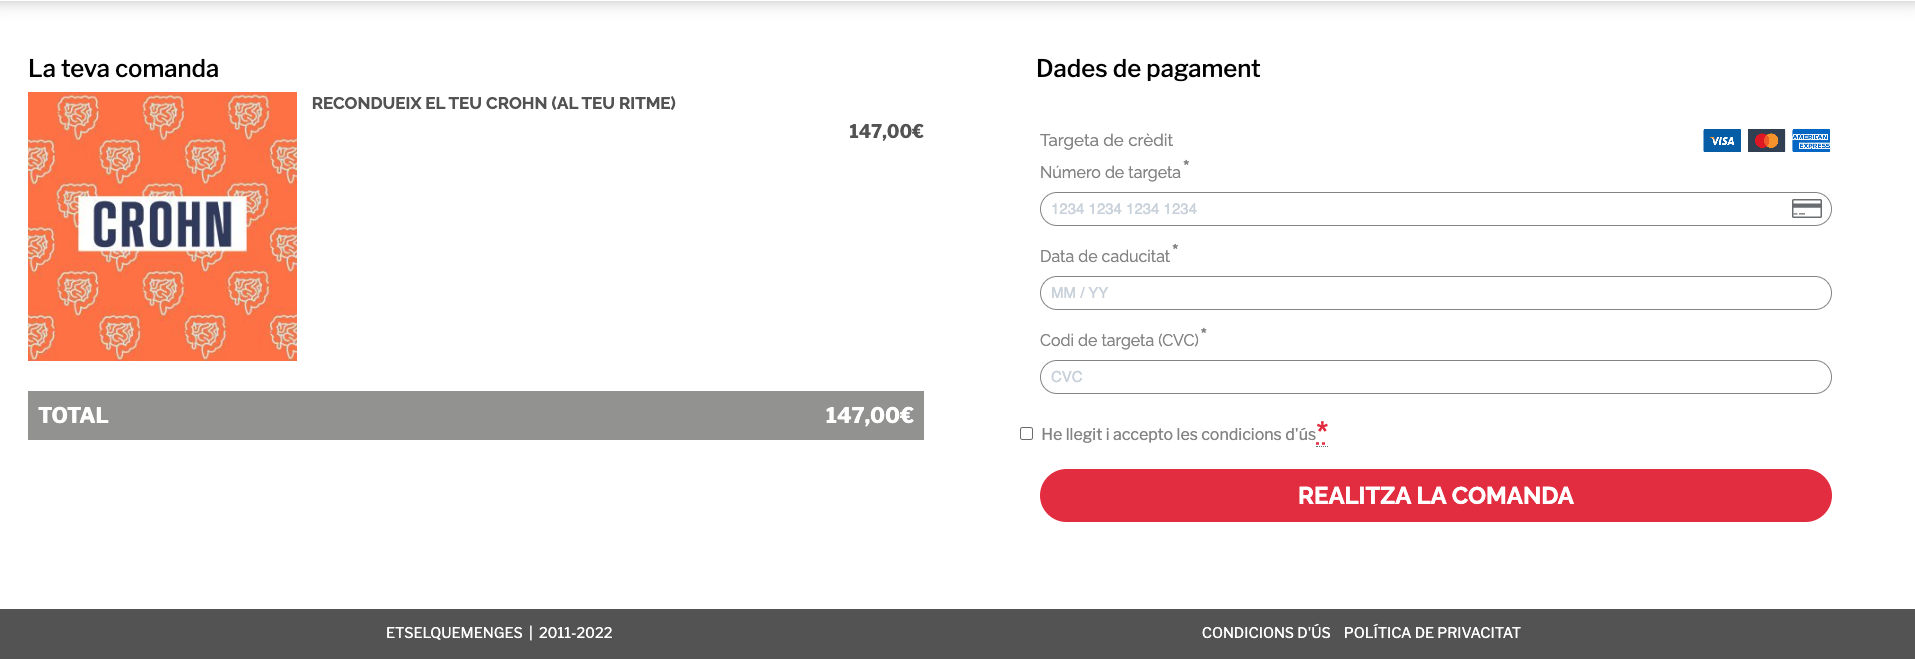 La teva comanda
CROHN
RECONDUEIX EL TEU CROHN (AL TEU RITME)
147,00€
TOTAL 147,00€
Dades de pagament
Targeta de crèdit
VISA
AMERICAN
EXPRESS
Número de targeta*
1234 1234 1234 1234
Data de caducitat*
MM / YY
Codi de targeta (CVC)*
CVC
He llegit i accepto les condicions d'ús*
REALITZA LA COMANDA
ETSELQUEMENGES | 2011-2022
CONDICIONS D'ÚS POLÍTICA DE PRIVACITAT